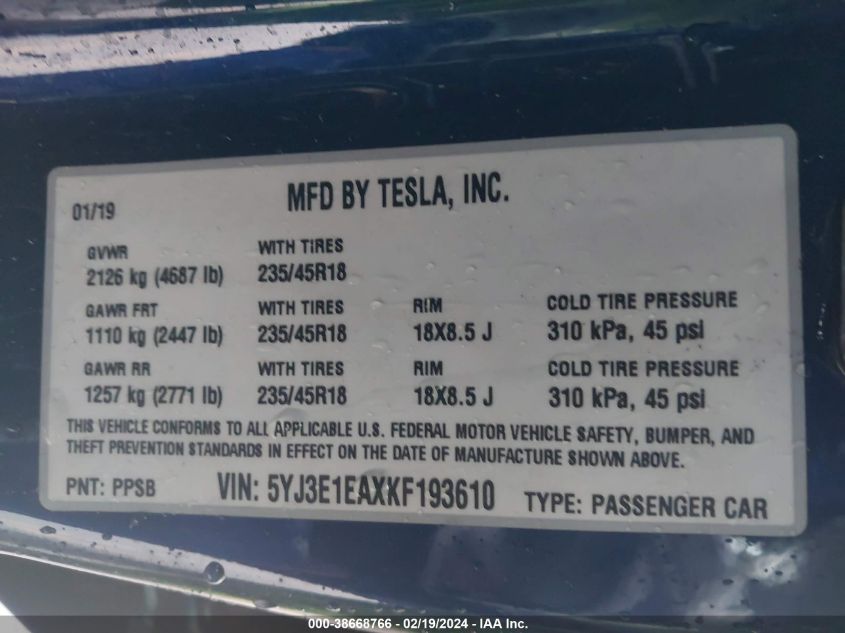 01/19 MFD BY TESLA, INC.
GVWR WITH TIRES
2126 kg (4687 lb) 235/45R18
GAWR FRT WITH TIRES RIM COLD TIRE PRESSURE
1110 kg (2447 lb) 235/45R18 18X8.5 J 310 kPa, 45 psi
GAWR RR WITH TIRES RIM COLD TIRE PRESSURE
1257 kg (2771 lb) 235/45R18 18X8.5 J 310 kPa, 45 psi
THIS VEHICLE CONFORMS TO ALL APPLICABLE U.S. FEDERAL MOTOR VEHICLE SAFETY, BUMPER, AND
THEFT PREVENTION STANDARDS IN EFFECT ON THE DATE OF MANUFACTURE SHOWN ABOVE.
PNT: PPSB VIN: 5YJ3E1EAXKF193610 TYPE: PASSENGER CAR
000-38668766 - 02/19/2024 - IAA Inc.